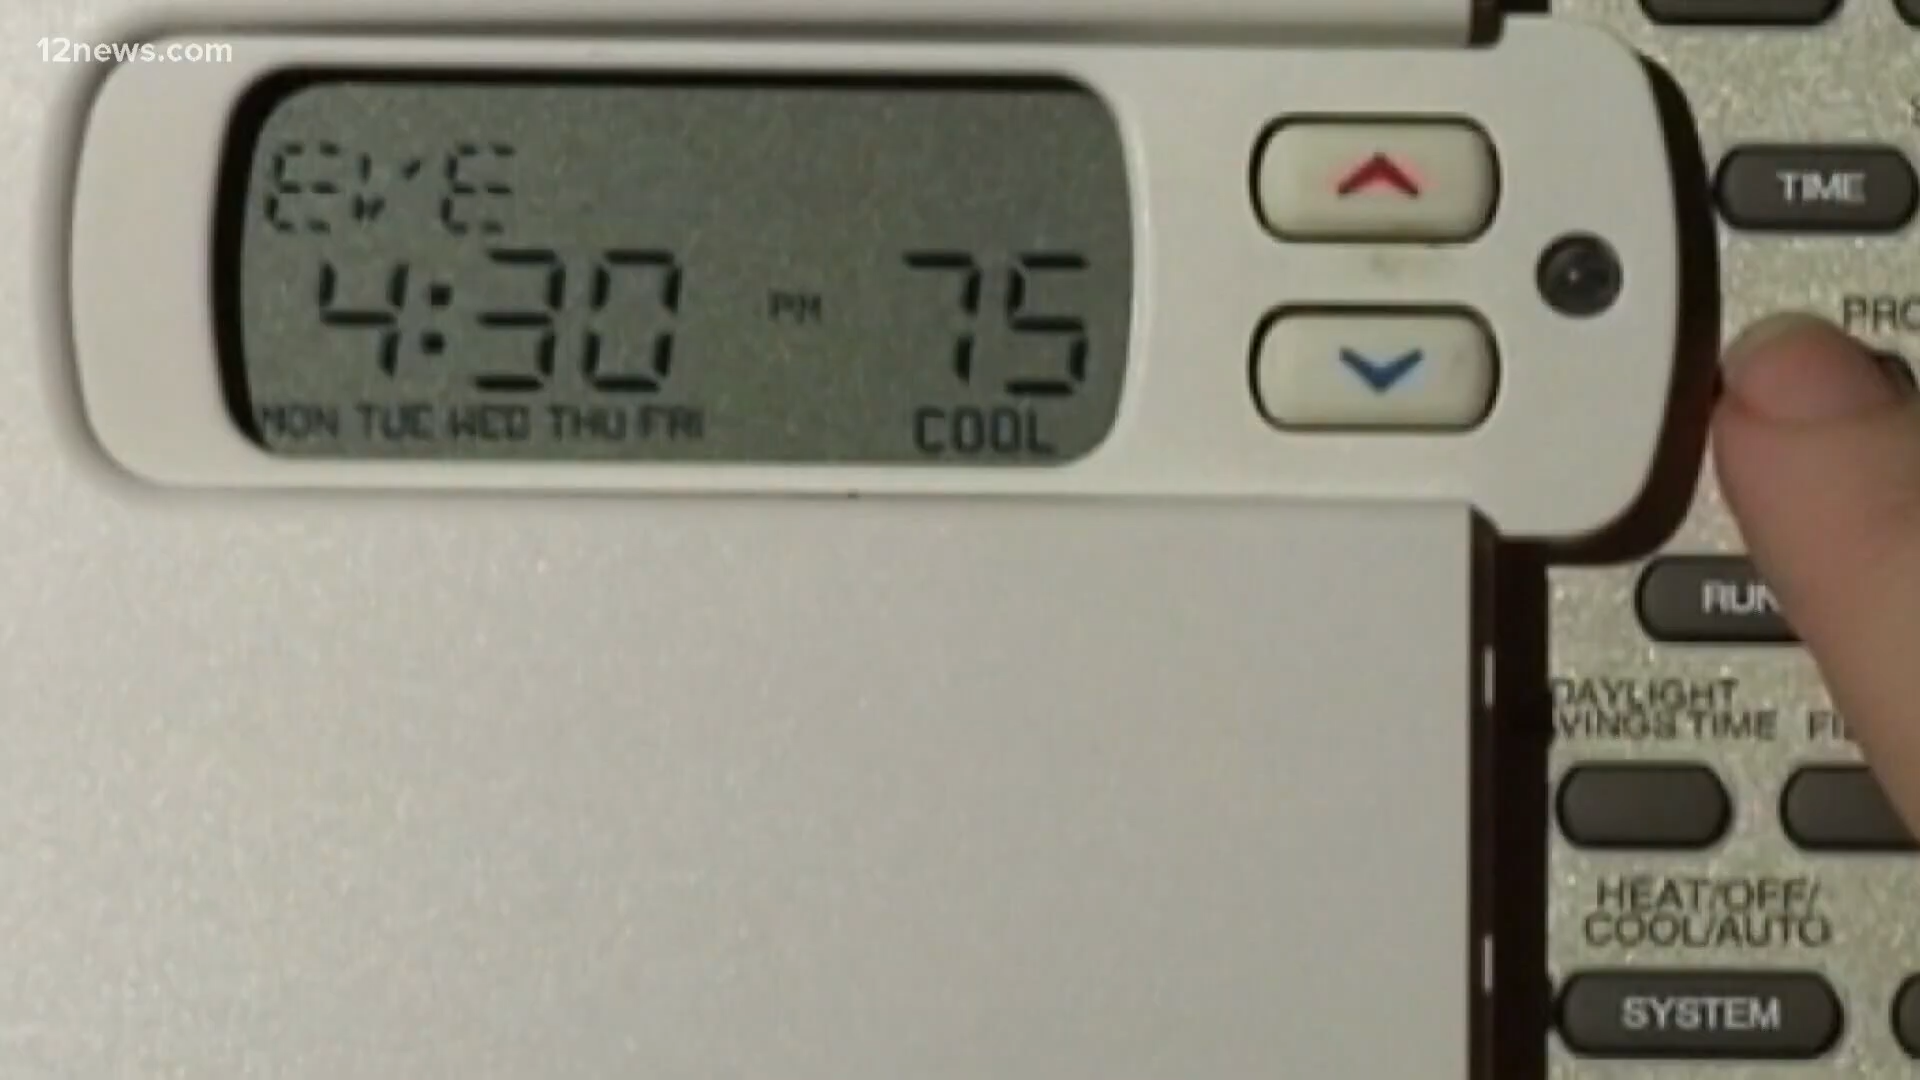 12news.com
EVE
4:30 PM 75
MON TUE WED THU FRI COOL
TIME
RUN
DAYLIGHT
VINGS TIME
HEAT/OFF/
COOL/AUTO
SYSTEM